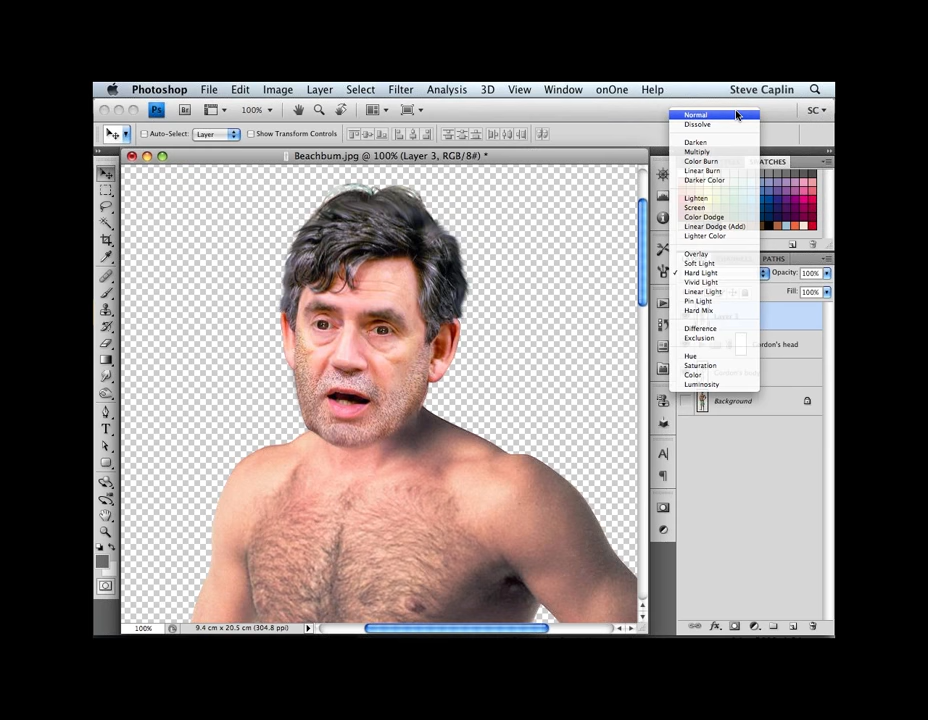 Photoshop File Edit Image Layer Select Filter Analysis 3D View Window onOne Help Steve Caplin
Ps Br 100% SC
Auto-Select: Layer Show Transform Controls
Beachbum.jpg @ 100% (Layer 3, RGB/8#) *
Normal
Dissolve
Darken
Multiply
Color Burn
Linear Burn
Darker Color
Lighten
Screen
Color Dodge
Linear Dodge (Add)
Lighter Color
Overlay
Soft Light
Hard Light
Vivid Light
Linear Light
Pin Light
Hard Mix
Difference
Exclusion
Hue
Saturation
Color
Luminosity
SWATCHES
PATHS
Opacity: 100%
Fill: 100%
Gordon's head
Background
100% 9.4 cm x 20.5 cm (304.8 ppi)